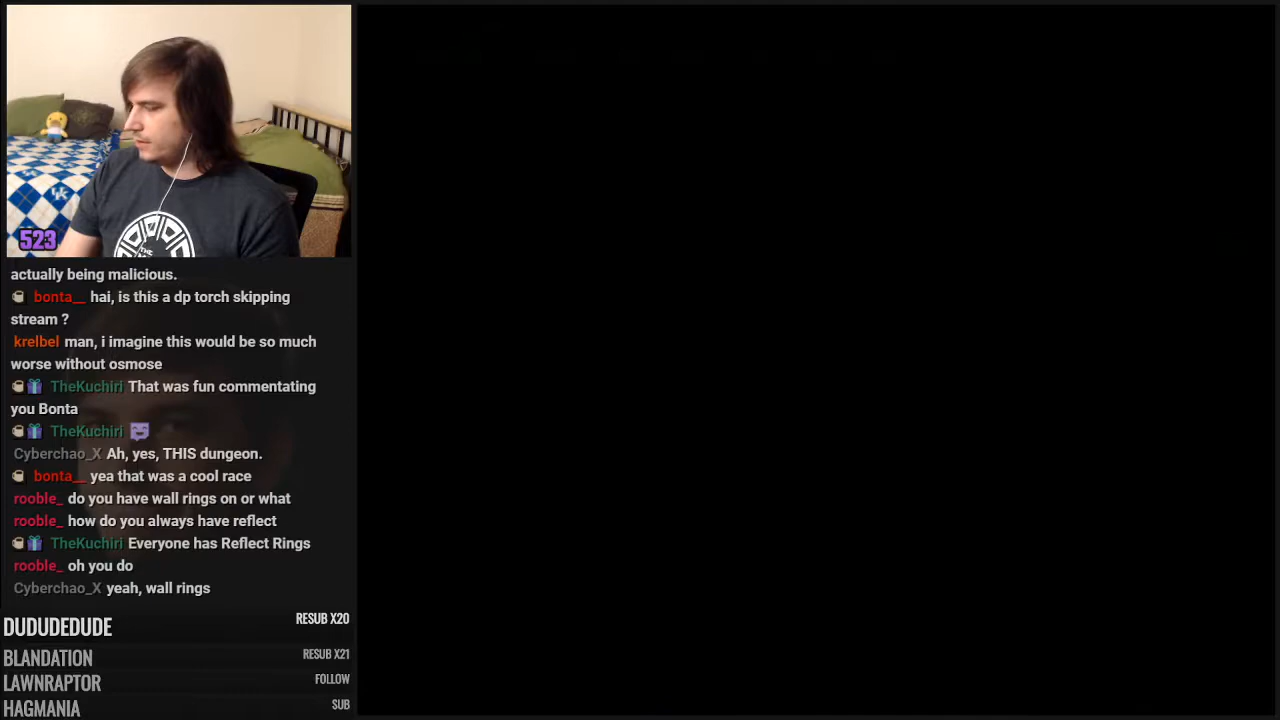 523
actually being malicious.
bonta__ hai, is this a dp torch skipping
stream ?
krelbel man, i imagine this would be so much
worse without osmose
TheKuchiri That was fun commentating
you Bonta
TheKuchiri
Cyberchao_X Ah, yes, THIS dungeon.
bonta__ yea that was a cool race
rooble_ do you have wall rings on or what
rooble_ how do you always have reflect
TheKuchiri Everyone has Reflect Rings
rooble_ oh you do
Cyberchao_X yeah, wall rings
DUDUDEDUDE RESUB X20
BLANDATION RESUB X21
LAWNRAPTOR FOLLOW
HAGMANIA SUB